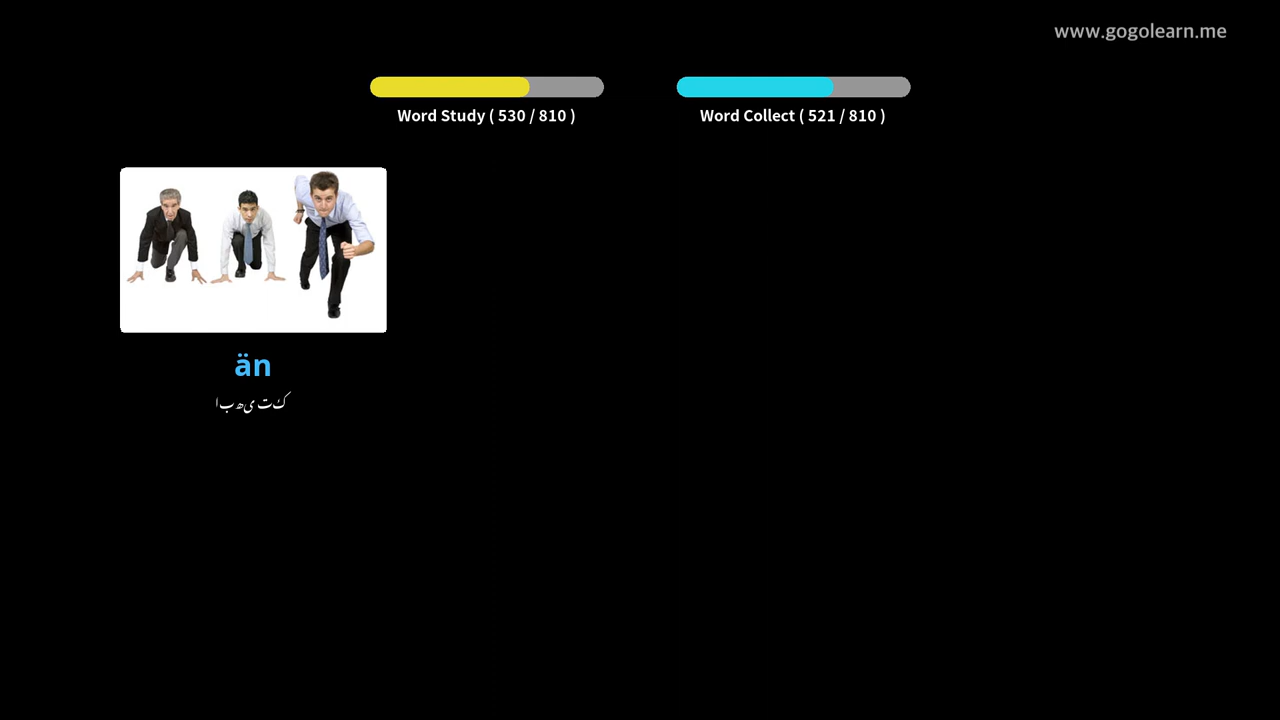 www.gogolearn.me
Word Study ( 530 / 810 )
Word Collect ( 521 / 810 )
än
ابھی تک